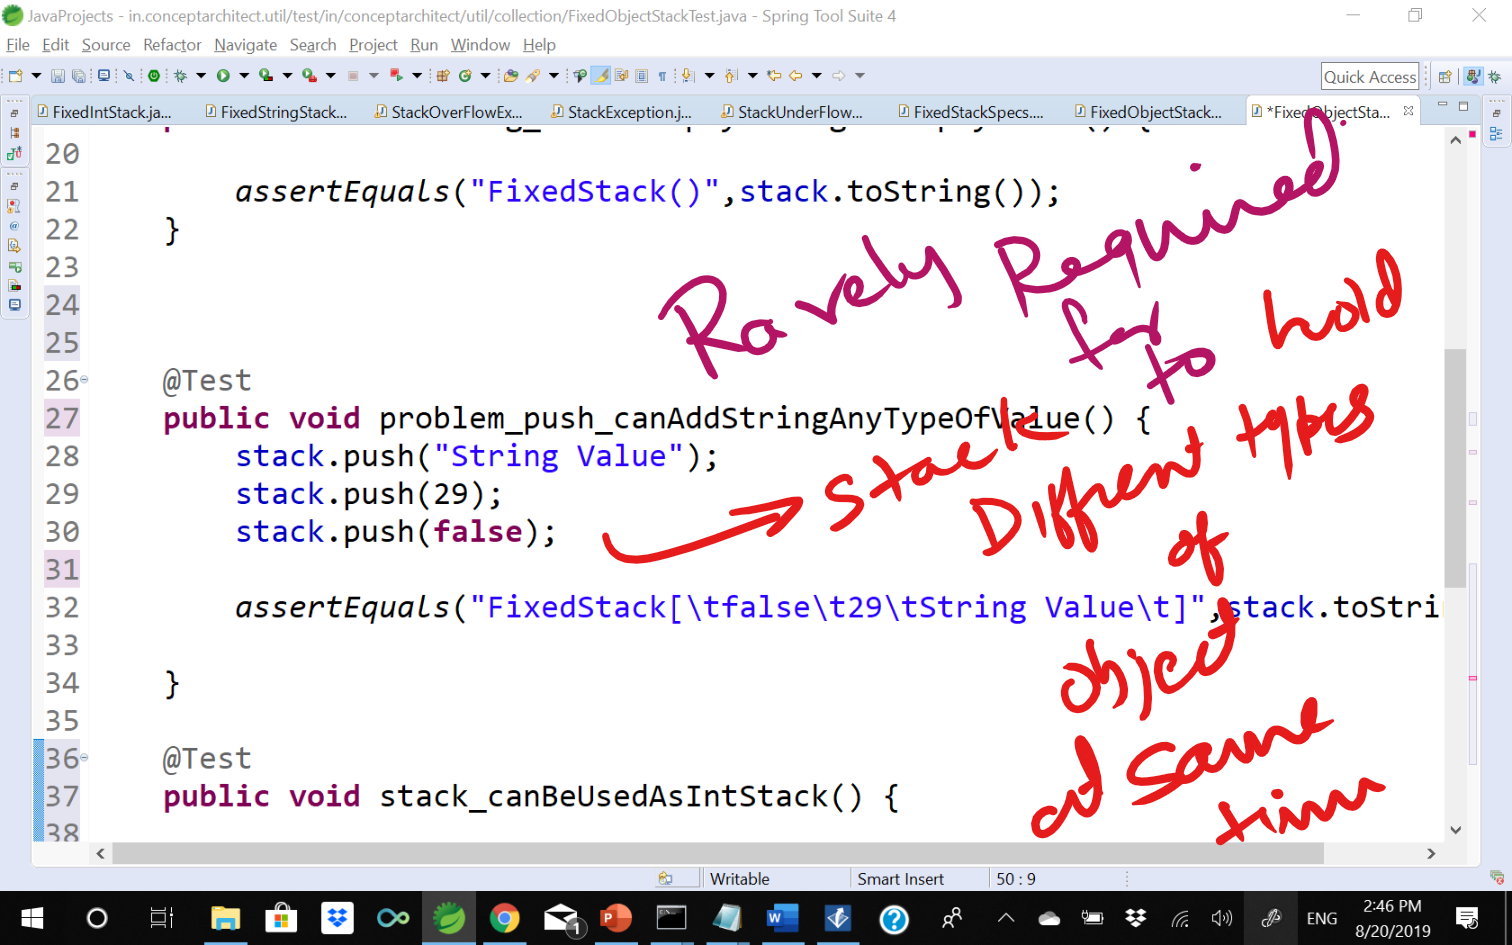 JavaProjects - in.conceptarchitect.util/test/in/conceptarchitect/util/collection/FixedObjectStackTest.java - Spring Tool Suite 4
File Edit Source Refactor Navigate Search Project Run Window Help
Quick Access
FixedIntStack.ja... FixedStringStack... StackOverFlowEx... StackException.j... StackUnderFlow... FixedStackSpecs.... FixedObjectStack... *FixedObjectSta...
20
21 assertEquals("FixedStack()",stack.toString());
22 }
23
24
25
26 @Test
27 public void problem_push_canAddStringAnyTypeOfValue() {
28 stack.push("String Value");
29 stack.push(29);
30 stack.push(false);
31
32 assertEquals("FixedStack[\tfalse\t29\tString Value\t]",stack.toStri
33
34 }
35
36 @Test
37 public void stack_canBeUsedAsIntStack() {
38
Rarely Required.
for
to hold
stack Different types
of
object
at same
time
Writable Smart Insert 50 : 9
1
ENG 2:46 PM
8/20/2019